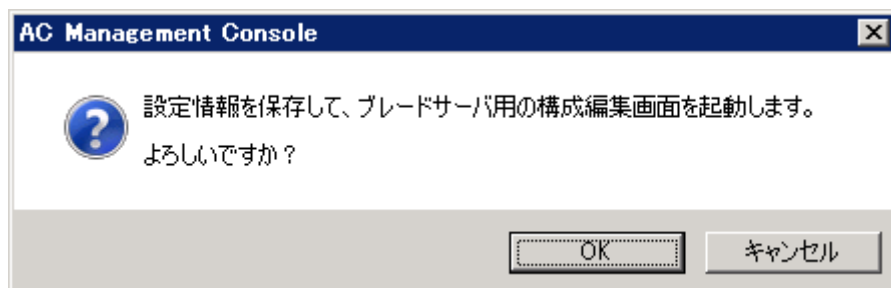 AC Management Console
設定情報を保存して、ブレードサーバ用の構成編集画面を起動します。
よろしいですか？
OK
キャンセル